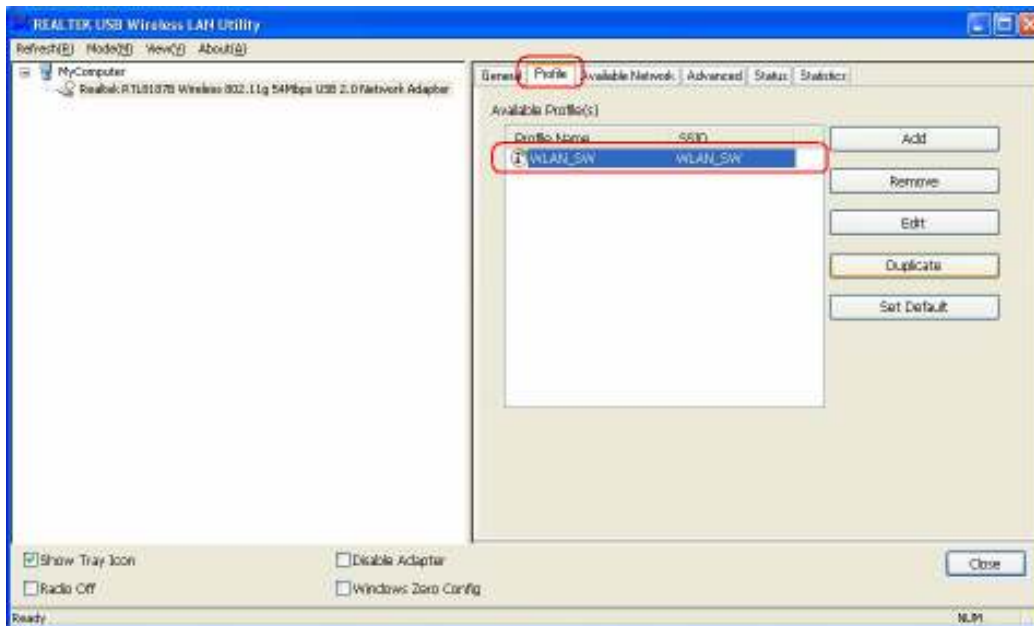 REALTEK USB Wireless LAN Utility
Refresh(R) Mode(M) View(V) About(A)
MyComputer
Realtek RTL8187B Wireless 802.11g 54Mbps USB 2.0 Network Adapter
General Profile Available Network Advanced Status Statistics
Available Profile(s)
Profile Name SSID
WLAN_SW WLAN_SW
Add
Remove
Edit
Duplicate
Set Default
Show Tray Icon
Disable Adapter
Close
Radio Off
Windows Zero Config
Ready
NUM